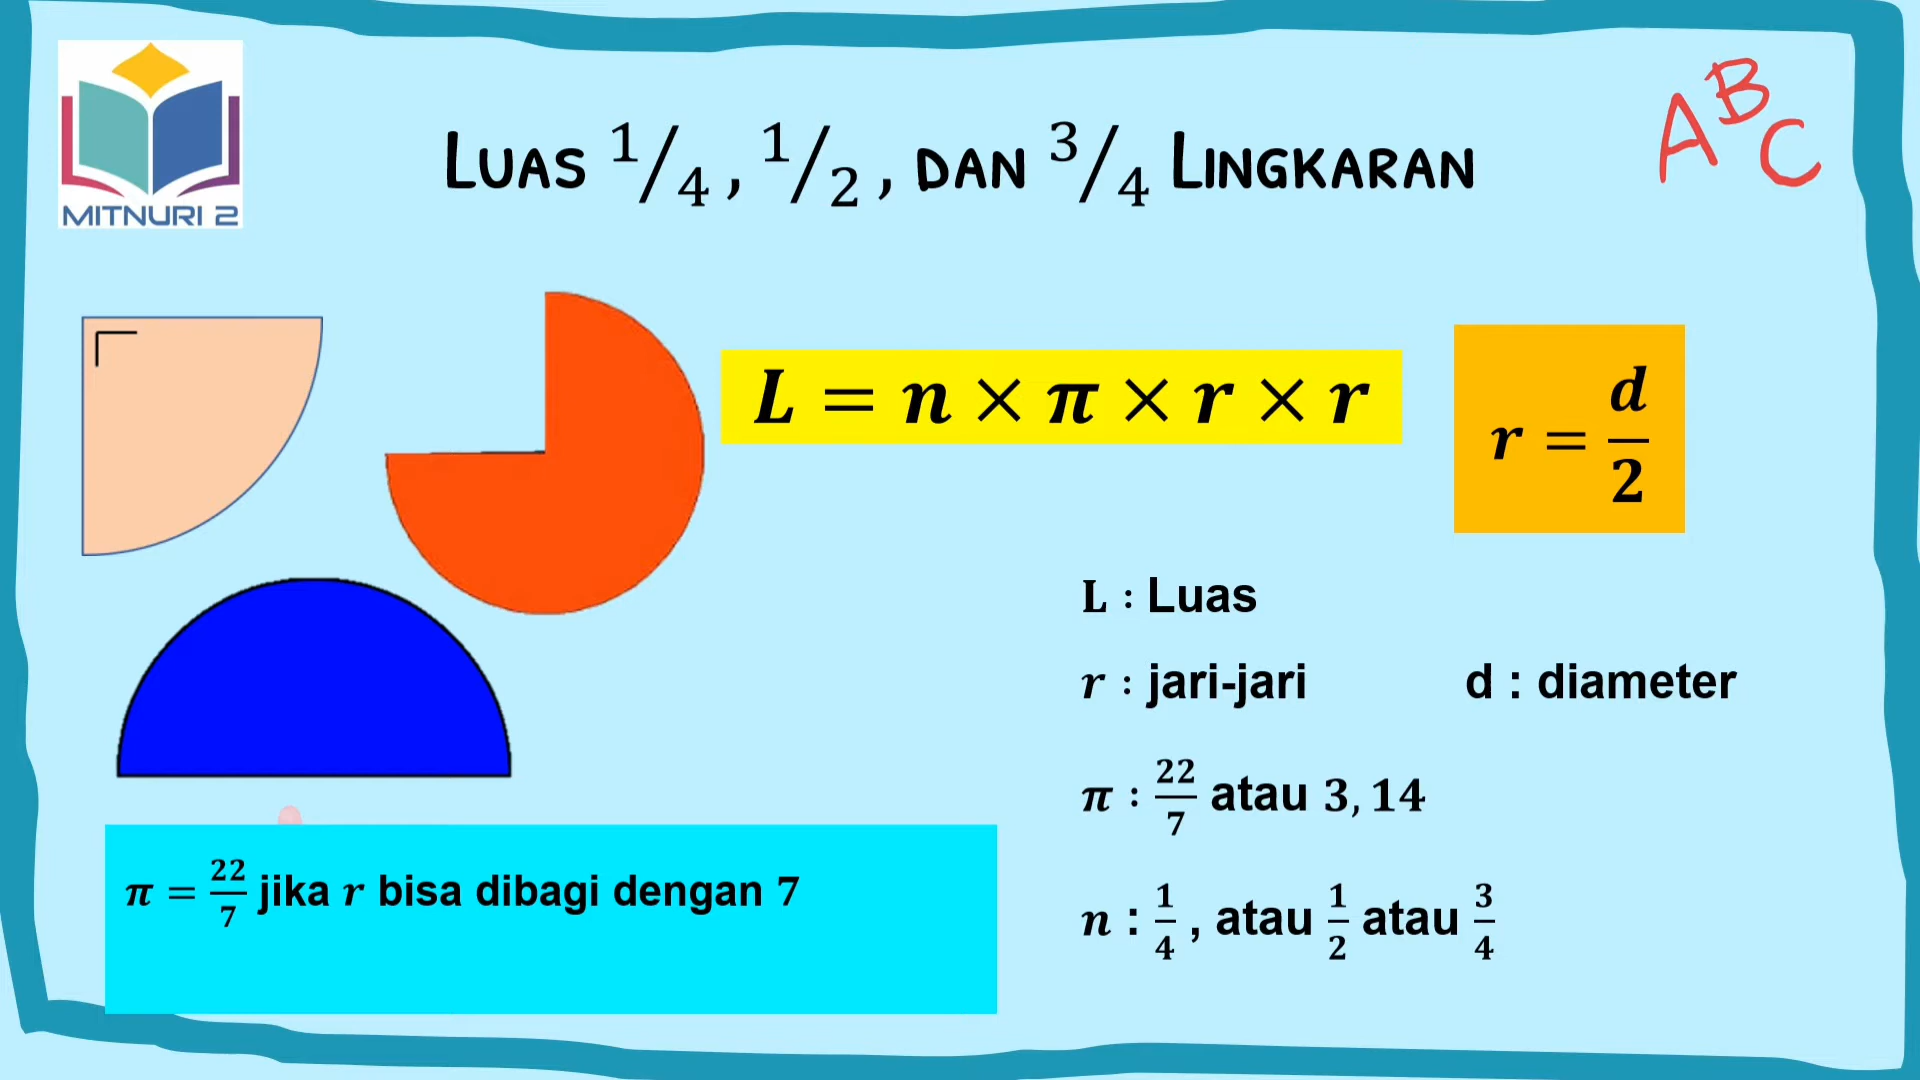 MITNURI 2
Luas 1/4 , 1/2 , dan 3/4 Lingkaran
A B C
L = n × π × r × r
r = d/2
L : Luas
r : jari-jari
d : diameter
π : 22/7 atau 3,14
n : 1/4 , atau 1/2 atau 3/4
π = 22/7 jika r bisa dibagi dengan 7